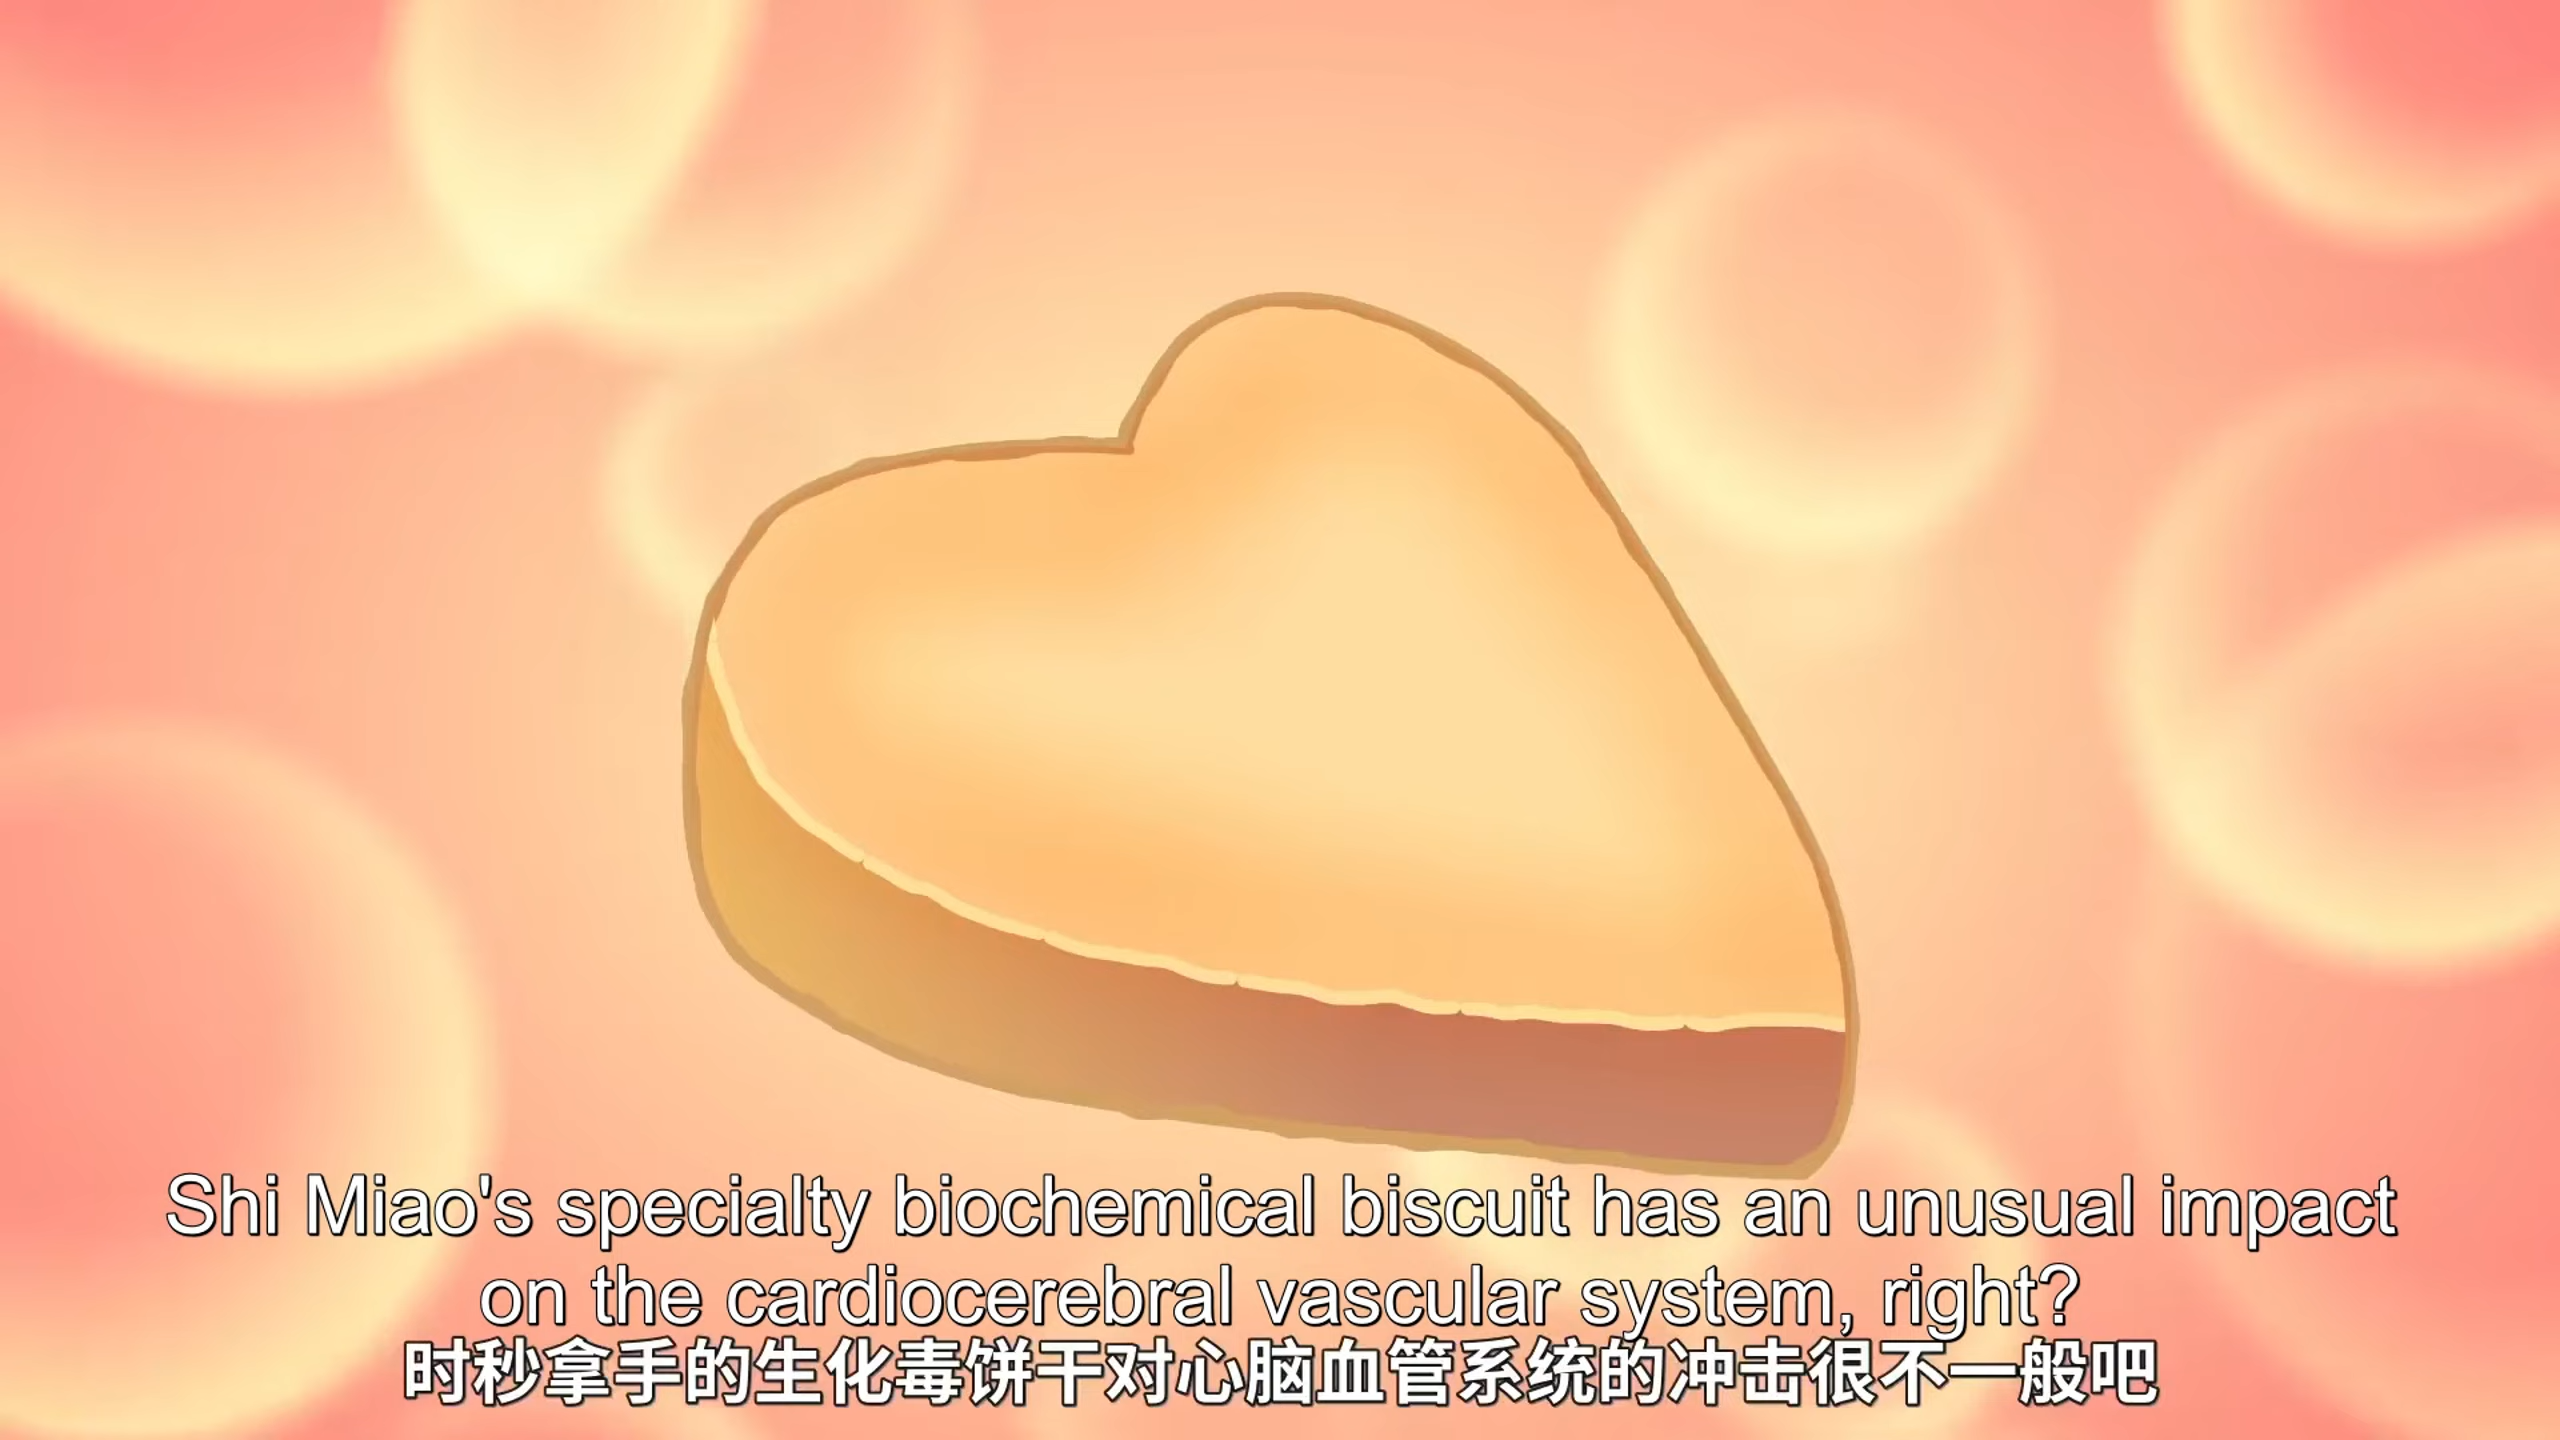 Shi Miao's specialty biochemical biscuit has an unusual impact
on the cardiocerebral vascular system, right?
时秒拿手的生化毒饼干对心脑血管系统的冲击很不一般吧